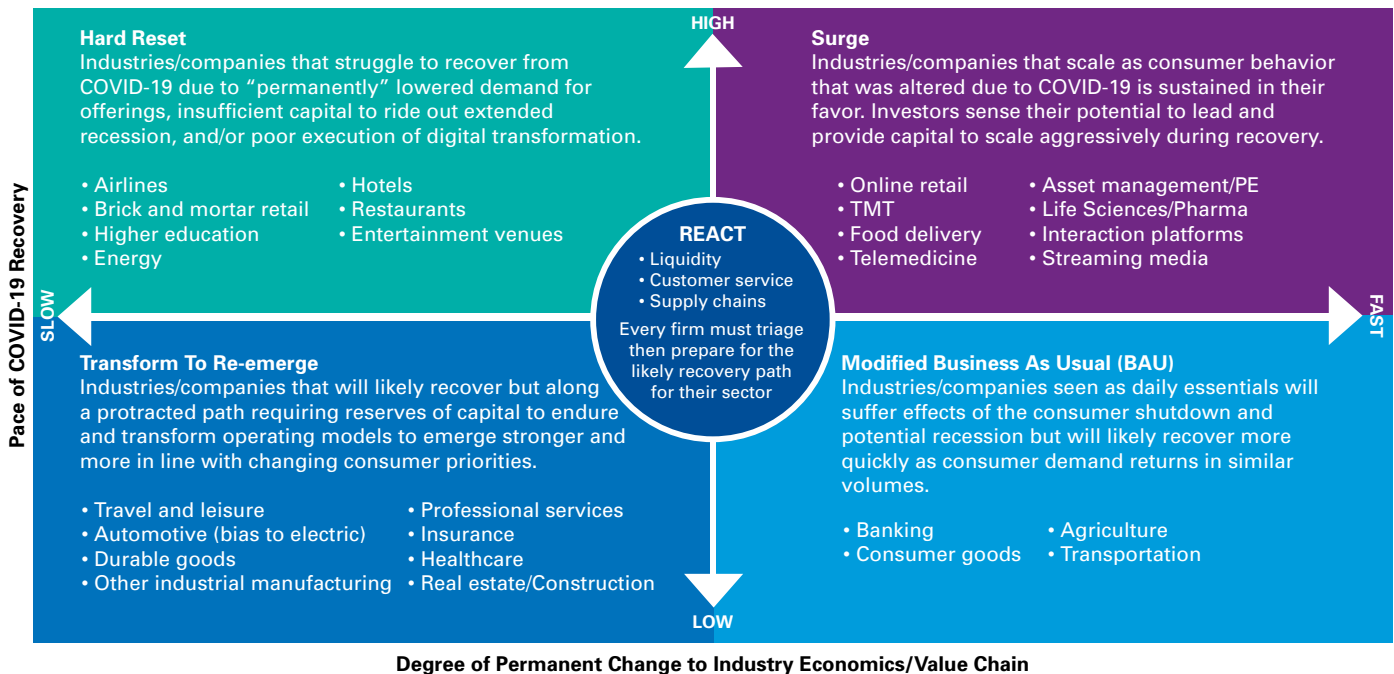 HIGH
Hard Reset
Industries/companies that struggle to recover from
COVID-19 due to “permanently” lowered demand for
offerings, insufficient capital to ride out extended
recession, and/or poor execution of digital transformation.
• Airlines
• Brick and mortar retail
• Higher education
• Energy
• Hotels
• Restaurants
• Entertainment venues
Surge
Industries/companies that scale as consumer behavior
that was altered due to COVID-19 is sustained in their
favor. Investors sense their potential to lead and
provide capital to scale aggressively during recovery.
• Online retail
• TMT
• Food delivery
• Telemedicine
• Asset management/PE
• Life Sciences/Pharma
• Interaction platforms
• Streaming media
REACT
• Liquidity
• Customer service
• Supply chains
Every firm must triage
then prepare for the
likely recovery path
for their sector
Pace of COVID-19 Recovery
SLOW
FAST
Transform To Re-emerge
Industries/companies that will likely recover but along
a protracted path requiring reserves of capital to endure
and transform operating models to emerge stronger and
more in line with changing consumer priorities.
• Travel and leisure
• Automotive (bias to electric)
• Durable goods
• Other industrial manufacturing
• Professional services
• Insurance
• Healthcare
• Real estate/Construction
Modified Business As Usual (BAU)
Industries/companies seen as daily essentials will
suffer effects of the consumer shutdown and
potential recession but will likely recover more
quickly as consumer demand returns in similar
volumes.
• Banking
• Consumer goods
• Agriculture
• Transportation
LOW
Degree of Permanent Change to Industry Economics/Value Chain